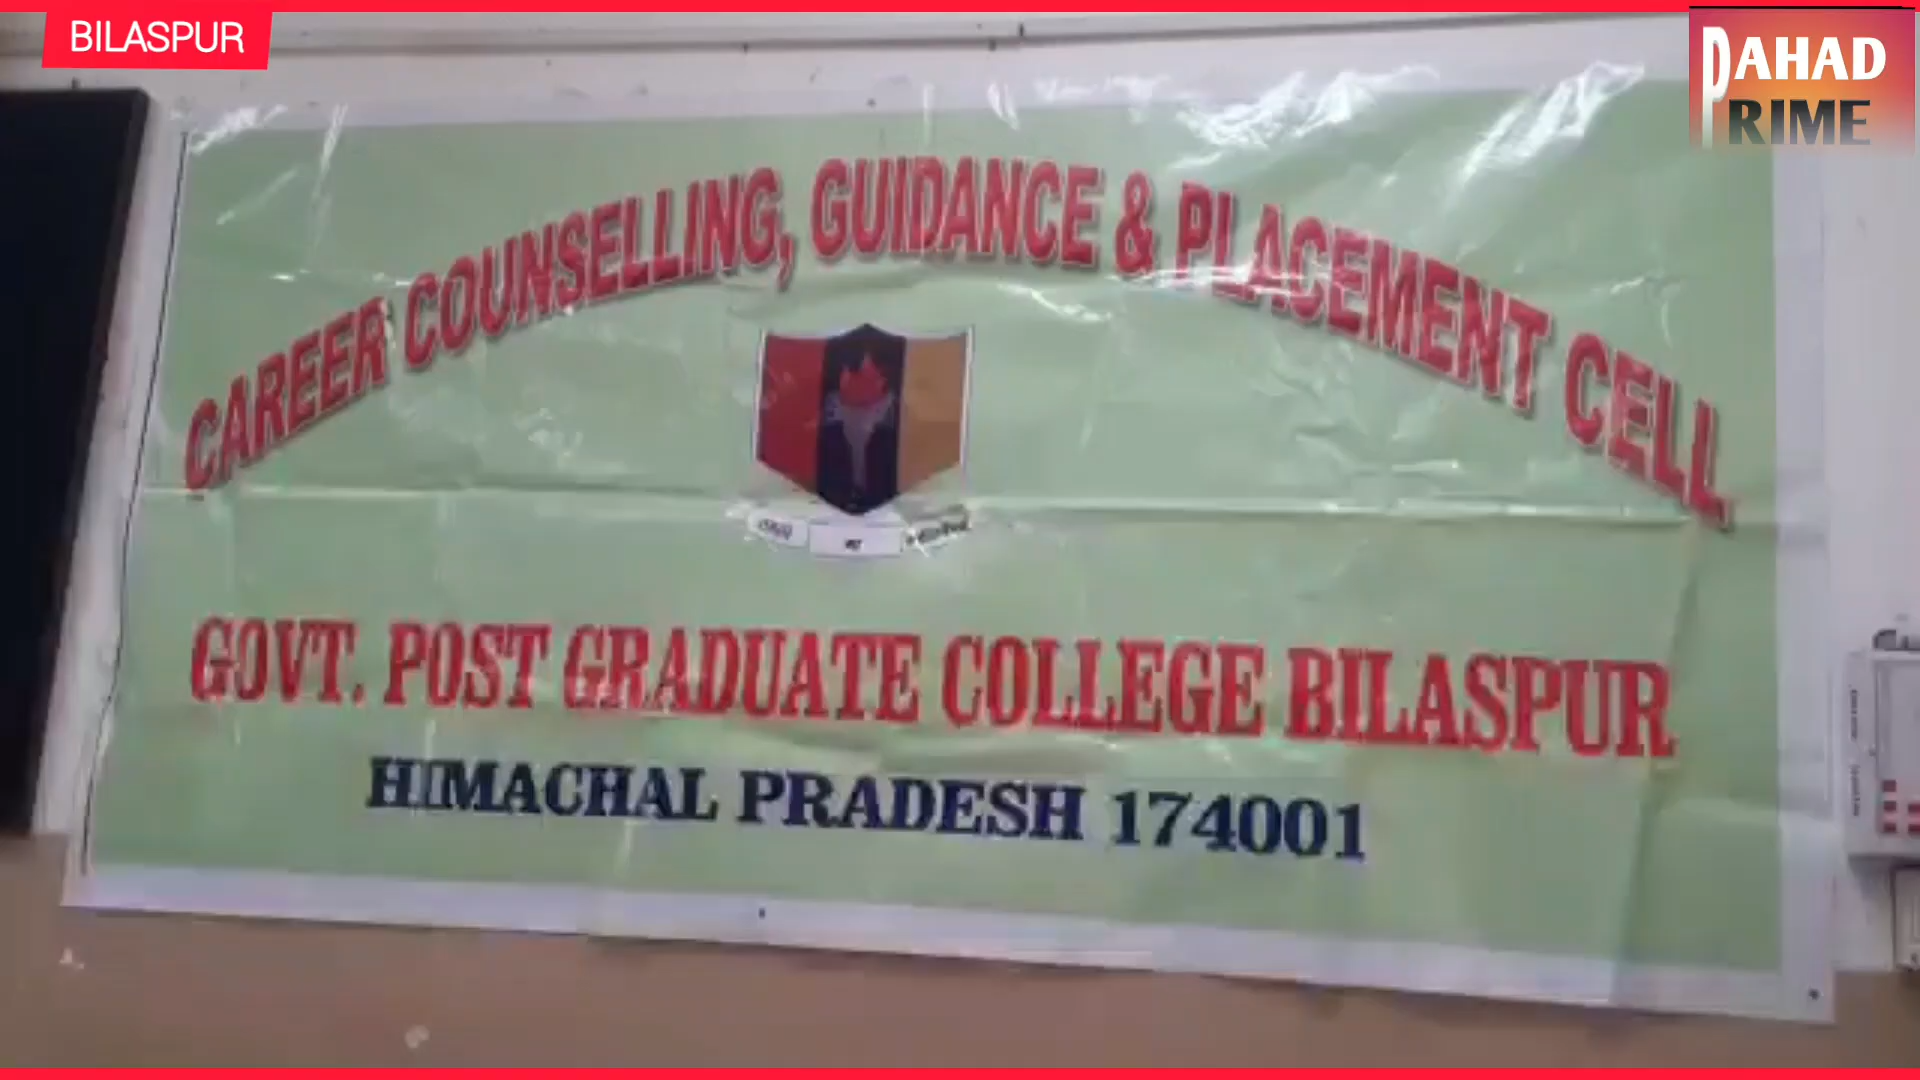 BILASPUR
PAHAD
PRIME
CAREER COUNSELLING, GUIDANCE & PLACEMENT CELL
GOVT. POST GRADUATE COLLEGE BILASPUR
HIMACHAL PRADESH 174001